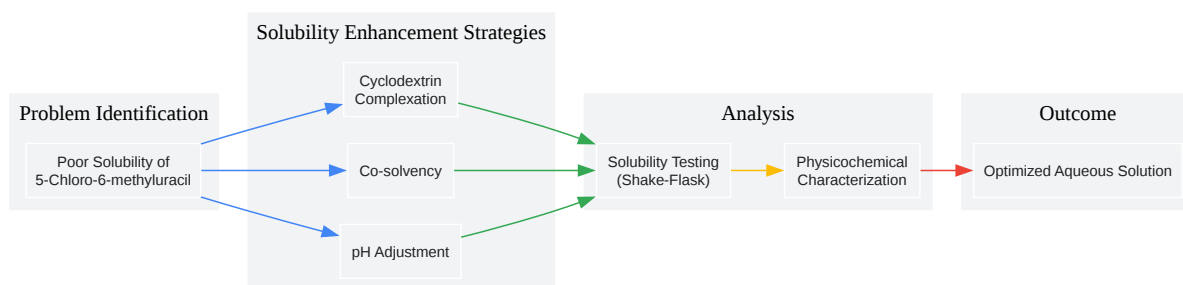 Problem Identification
Poor Solubility of
5-Chloro-6-methyluracil
Solubility Enhancement Strategies
Cyclodextrin
Complexation
Co-solvency
pH Adjustment
Analysis
Solubility Testing
(Shake-Flask)
Physicochemical
Characterization
Outcome
Optimized Aqueous Solution